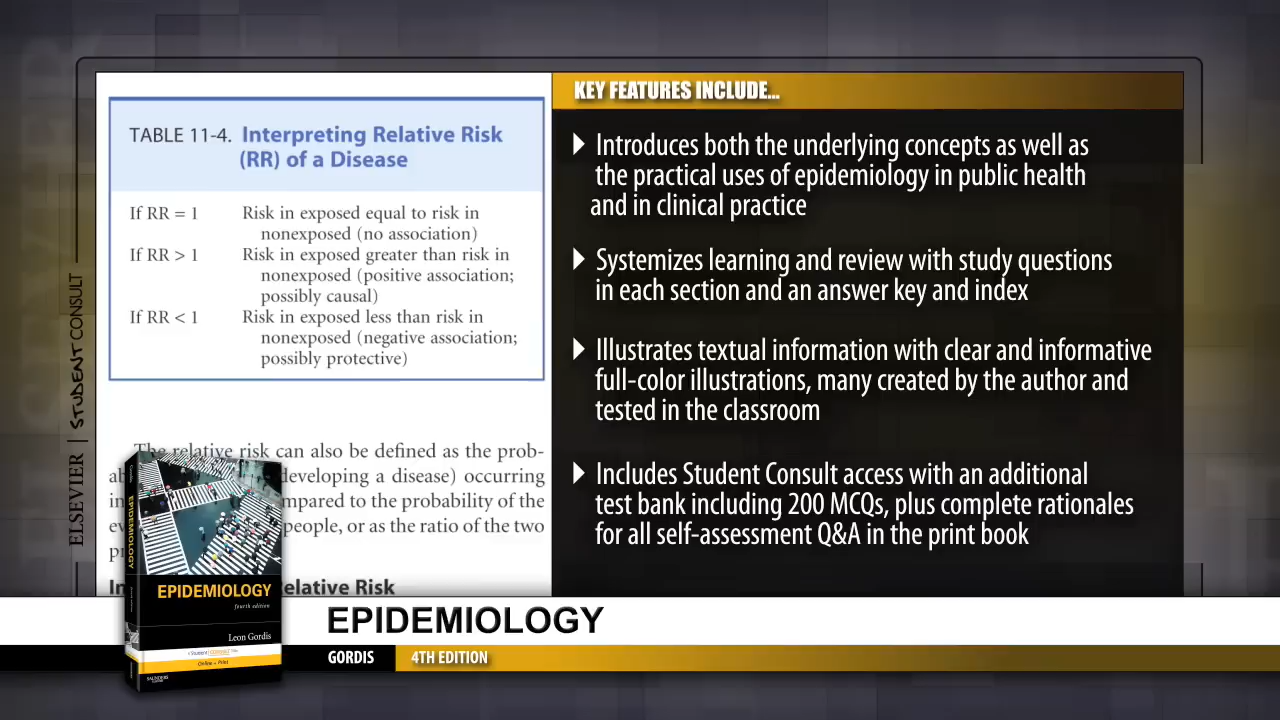 TABLE 11-4. Interpreting Relative Risk
(RR) of a Disease
If RR = 1 Risk in exposed equal to risk in
nonexposed (no association)
If RR > 1 Risk in exposed greater than risk in
nonexposed (positive association;
possibly causal)
If RR < 1 Risk in exposed less than risk in
nonexposed (negative association;
possibly protective)
The relative risk can also be defined as the prob-
developing a disease) occurring
compared to the probability of the
people, or as the ratio of the two
Relative Risk
KEY FEATURES INCLUDE...
Introduces both the underlying concepts as well as
the practical uses of epidemiology in public health
and in clinical practice
Systemizes learning and review with study questions
in each section and an answer key and index
Illustrates textual information with clear and informative
full-color illustrations, many created by the author and
tested in the classroom
Includes Student Consult access with an additional
test bank including 200 MCQs, plus complete rationales
for all self-assessment Q&A in the print book
ELSEVIER | STUDENT CONSULT
EPIDEMIOLOGY
Gordis
EPIDEMIOLOGY
fourth edition
Leon Gordis
Online + Print
SAUNDERS
EPIDEMIOLOGY
GORDIS 4TH EDITION